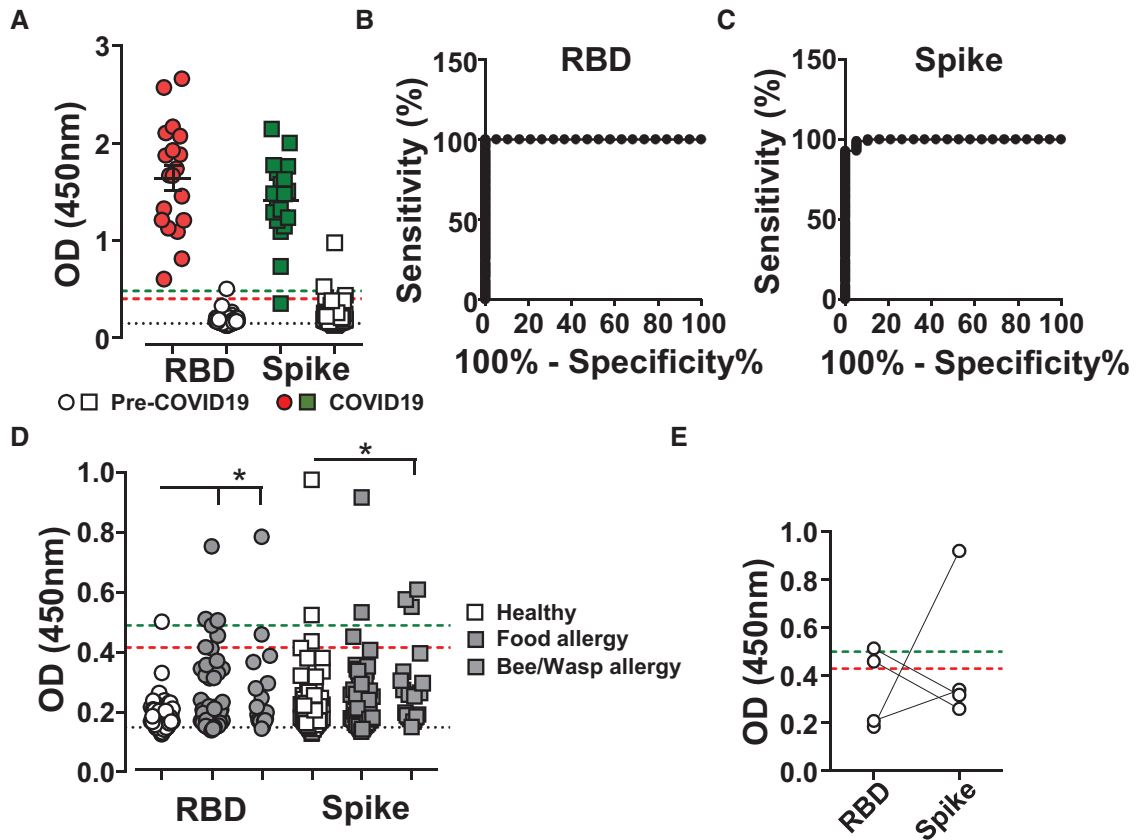 A
OD (450nm)
3
2
1
0
RBD Spike
Pre-COVID19 COVID19
B
RBD
Sensitivity (%)
150
100
50
0
0 20 40 60 80 100
100% - Specificity%
C
Spike
Sensitivity (%)
150
100
50
0
0 20 40 60 80 100
100% - Specificity%
D
OD (450nm)
1.0
0.8
0.6
0.4
0.2
0.0
*
*
RBD Spike
Healthy
Food allergy
Bee/Wasp allergy
E
OD (450nm)
1.0
0.8
0.6
0.4
0.2
0.0
RBD
Spike